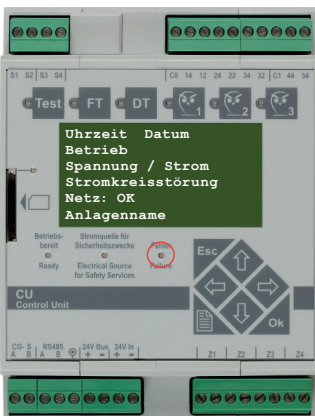 S1 S2 S3 S4 C0 14 12 24 22 34 32 C1 44 54
Test FT DT 1 2 3
Uhrzeit Datum
Betrieb
Spannung / Strom
Stromkreisstörung
Netz: OK
Anlagenname
Betriebs-
bereit
Ready
Stromquelle für
Sicherheitszwecke
Electrical Source
for Safety Services
Fehler
Failure
Esc
Ok
CU
Control Unit
CG- S RS485 24V Bus 24V In
A B A B + - + -
Z1 Z2 Z3 Z4